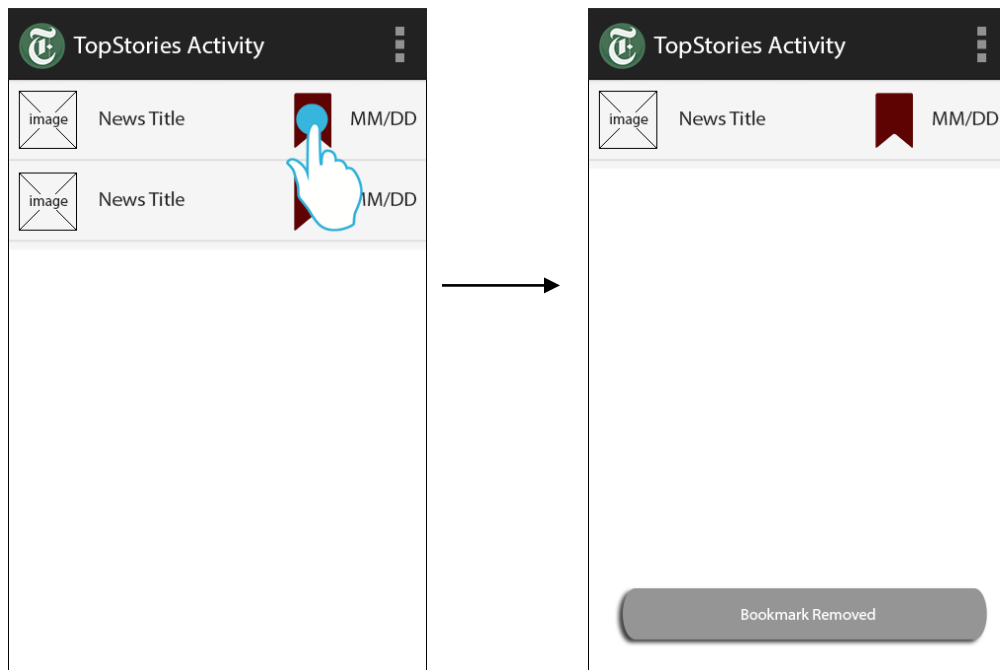 TopStories Activity
image
News Title
MM/DD
image
News Title
M/DD
TopStories Activity
image
News Title
MM/DD
Bookmark Removed